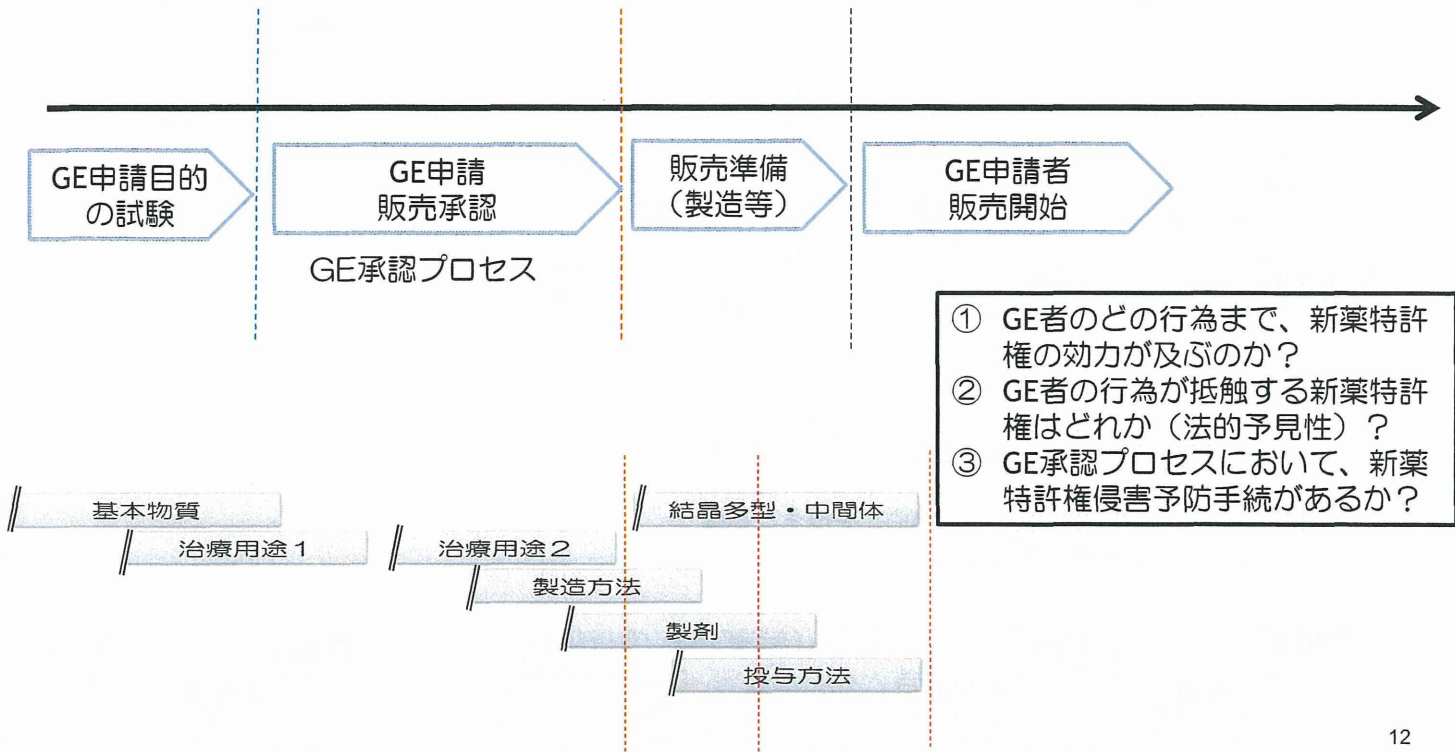 GE申請目的
の試験
GE申請
販売承認
販売準備
（製造等）
GE申請者
販売開始
GE承認プロセス
① GE者のどの行為まで、新薬特許
権の効力が及ぶのか？
② GE者の行為が抵触する新薬特許
権はどれか（法的予見性）？
③ GE承認プロセスにおいて、新薬
特許権侵害予防手続があるか？
基本物質
結晶多型・中間体
治療用途１
治療用途２
製造方法
製剤
投与方法
12